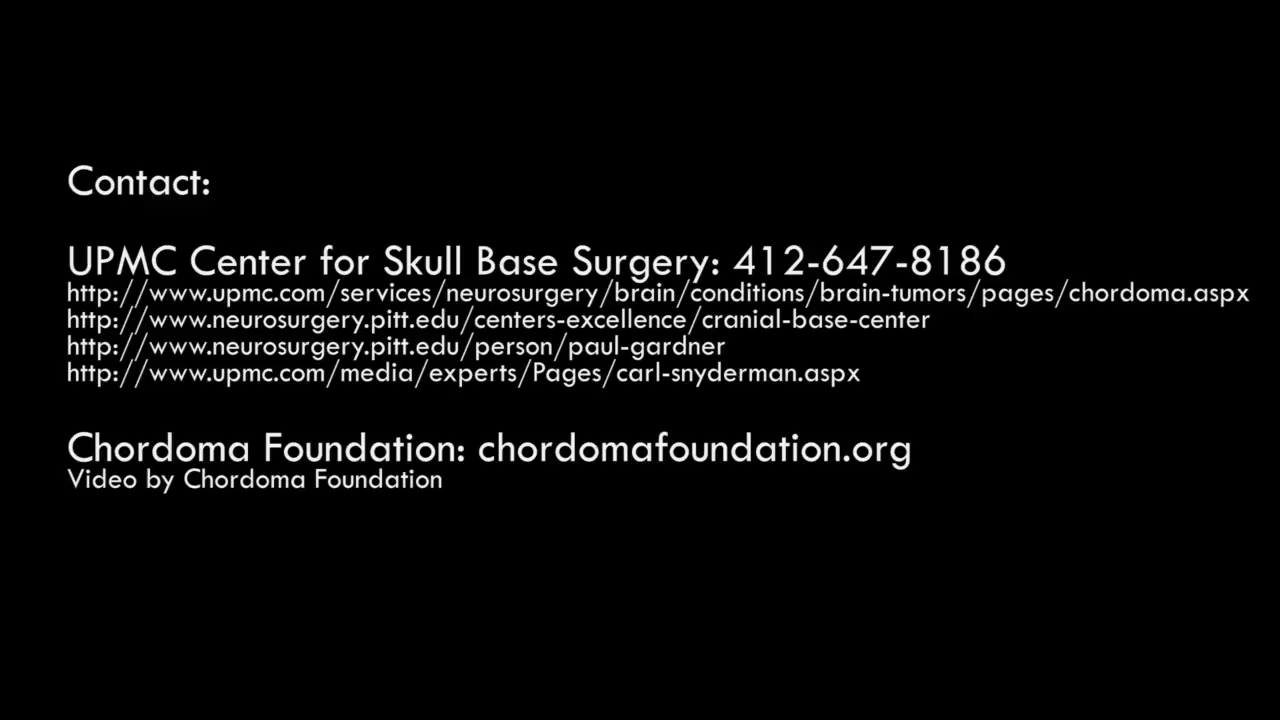 Contact:
UPMC Center for Skull Base Surgery: 412-647-8186
http://www.upmc.com/services/neurosurgery/brain/conditions/brain-tumors/pages/chordoma.aspx
http://www.neurosurgery.pitt.edu/centers-excellence/cranial-base-center
http://www.neurosurgery.pitt.edu/person/paul-gardner
http://www.upmc.com/media/experts/Pages/carl-snyderman.aspx
Chordoma Foundation: chordomafoundation.org
Video by Chordoma Foundation